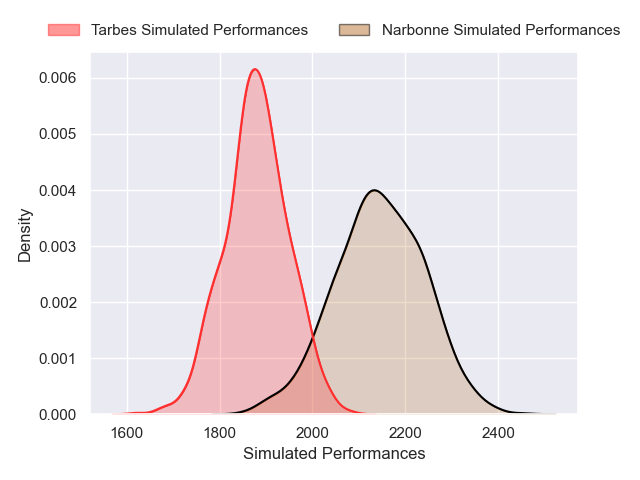 Tarbes Simulated Performances Narbonne Simulated Performances
0.006
0.005
0.004
0.003
0.002
0.001
0.000
Density
1600 1800 2000 2200 2400
Simulated Performances